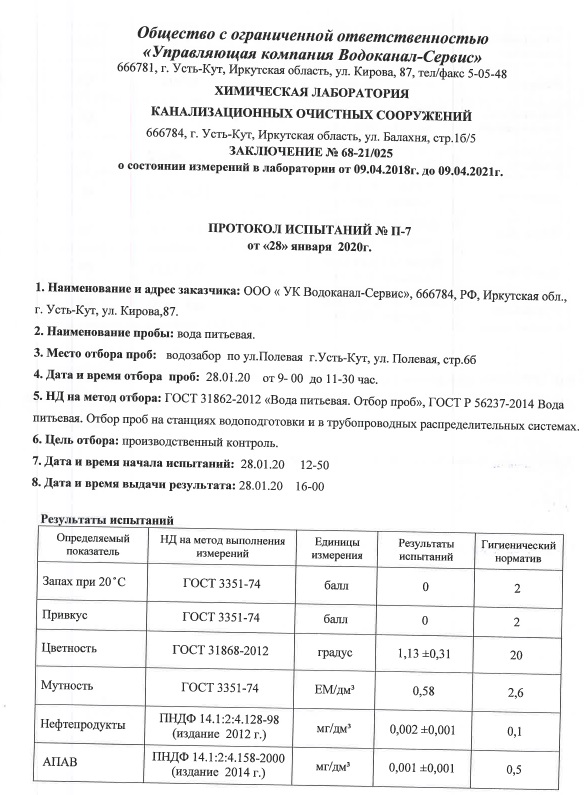 Общество с ограниченной ответственностью
«Управляющая компания Водоканал-Сервис»
666781, г. Усть-Кут, Иркутская область, ул. Кирова, 87, тел/факс 5-05-48
ХИМИЧЕСКАЯ ЛАБОРАТОРИЯ
КАНАЛИЗАЦИОННЫХ ОЧИСТНЫХ СООРУЖЕНИЙ
666784, г. Усть-Кут, Иркутская область, ул. Балахня, стр.1б/5
ЗАКЛЮЧЕНИЕ № 68-21/025
о состоянии измерений в лаборатории от 09.04.2018г. до 09.04.2021г.
ПРОТОКОЛ ИСПЫТАНИЙ № П-7
от «28» января 2020г.
1. Наименование и адрес заказчика: ООО « УК Водоканал-Сервис», 666784, РФ, Иркутская обл.,
г. Усть-Кут, ул. Кирова,87.
2. Наименование пробы: вода питьевая.
3. Место отбора проб: водозабор по ул.Полевая г.Усть-Кут, ул. Полевая, стр.6б
4. Дата и время отбора проб: 28.01.20 от 9- 00 до 11-30 час.
5. НД на метод отбора: ГОСТ 31862-2012 «Вода питьевая. Отбор проб», ГОСТ Р 56237-2014 Вода
питьевая. Отбор проб на станциях водоподготовки и в трубопроводных распределительных системах.
6. Цель отбора: производственный контроль.
7. Дата и время начала испытаний: 28.01.20 12-50
8. Дата и время выдачи результата: 28.01.20 16-00
Результаты испытаний
Определяемый показатель НД на метод выполнения измерений Единицы измерения Результаты испытаний Гигиенический норматив
Запах при 20˚С ГОСТ 3351-74 балл 0 2
Привкус ГОСТ 3351-74 балл 0 2
Цветность ГОСТ 31868-2012 градус 1,13 ±0,31 20
Мутность ГОСТ 3351-74 ЕМ/дм³ 0,58 2,6
Нефтепродукты ПНДФ 14.1:2:4.128-98 (издание 2012 г.) мг/дм³ 0,002 ±0,001 0,1
АПАВ ПНДФ 14.1:2:4.158-2000 (издание 2014 г.) мг/дм³ 0,001 ±0,001 0,5